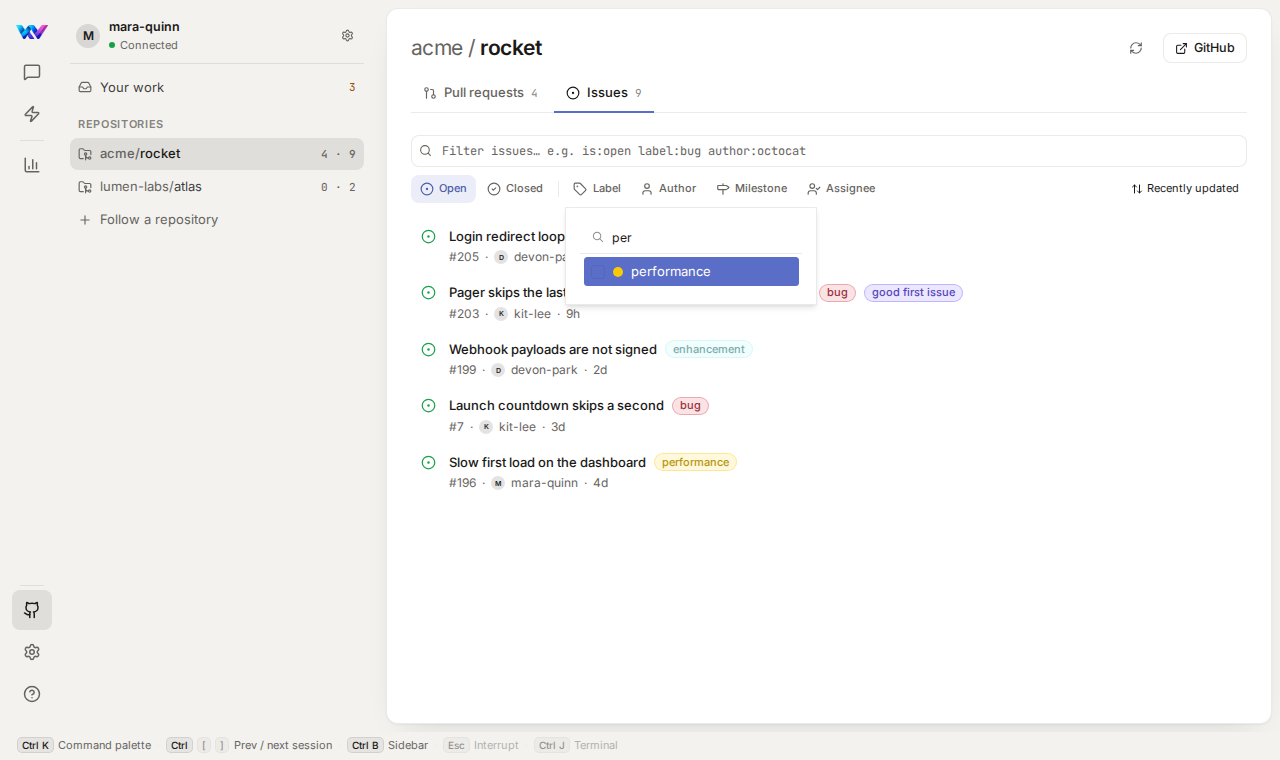 M mara-quinn
Connected
Your work 3
REPOSITORIES
acme/rocket 4 · 9
lumen-labs/atlas 0 · 2
Follow a repository
acme / rocket
GitHub
Pull requests 4
Issues 9
Filter issues… e.g. is:open label:bug author:octocat
Open Closed Label Author Milestone Assignee Recently updated
per
performance
Login redirect loop
#205 · D devon-pa
Pager skips the last bug good first issue
#203 · K kit-lee · 9h
Webhook payloads are not signed enhancement
#199 · D devon-park · 2d
Launch countdown skips a second bug
#7 · K kit-lee · 3d
Slow first load on the dashboard performance
#196 · M mara-quinn · 4d
Ctrl K Command palette Ctrl [ ] Prev / next session Ctrl B Sidebar Esc Interrupt Ctrl J Terminal